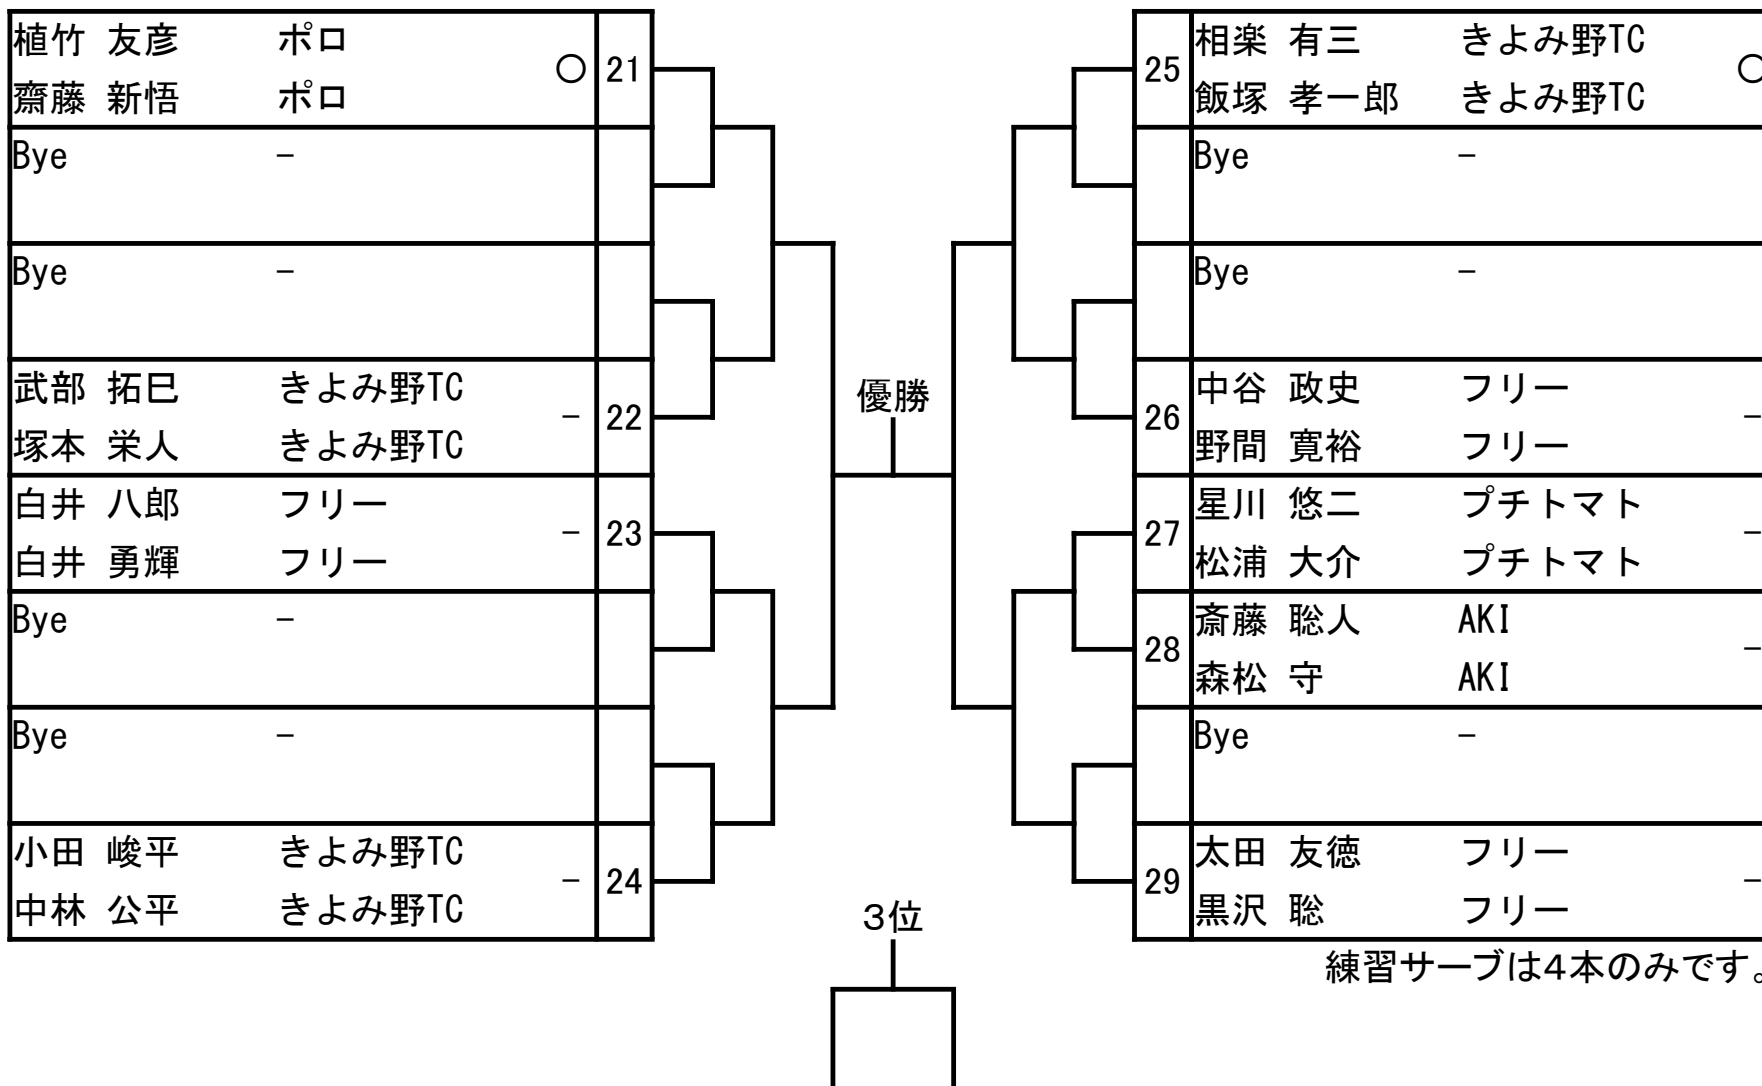 植竹 友彦 ポロ
○ 21
齋藤 新悟 ポロ
Bye -
Bye -
武部 拓巳 きよみ野TC
- 22
塚本 栄人 きよみ野TC
白井 八郎 フリー
- 23
白井 勇輝 フリー
Bye -
Bye -
小田 峻平 きよみ野TC
- 24
中林 公平 きよみ野TC
優勝
3位
相楽 有三 きよみ野TC
25 ○
飯塚 孝一郎 きよみ野TC
Bye -
Bye -
中谷 政史 フリー
26 -
野間 寛裕 フリー
星川 悠二 プチトマト
27 -
松浦 大介 プチトマト
斎藤 聡人 AKI
28 -
森松 守 AKI
Bye -
太田 友徳 フリー
29 -
黒沢 聡 フリー
練習サーブは4本のみです。